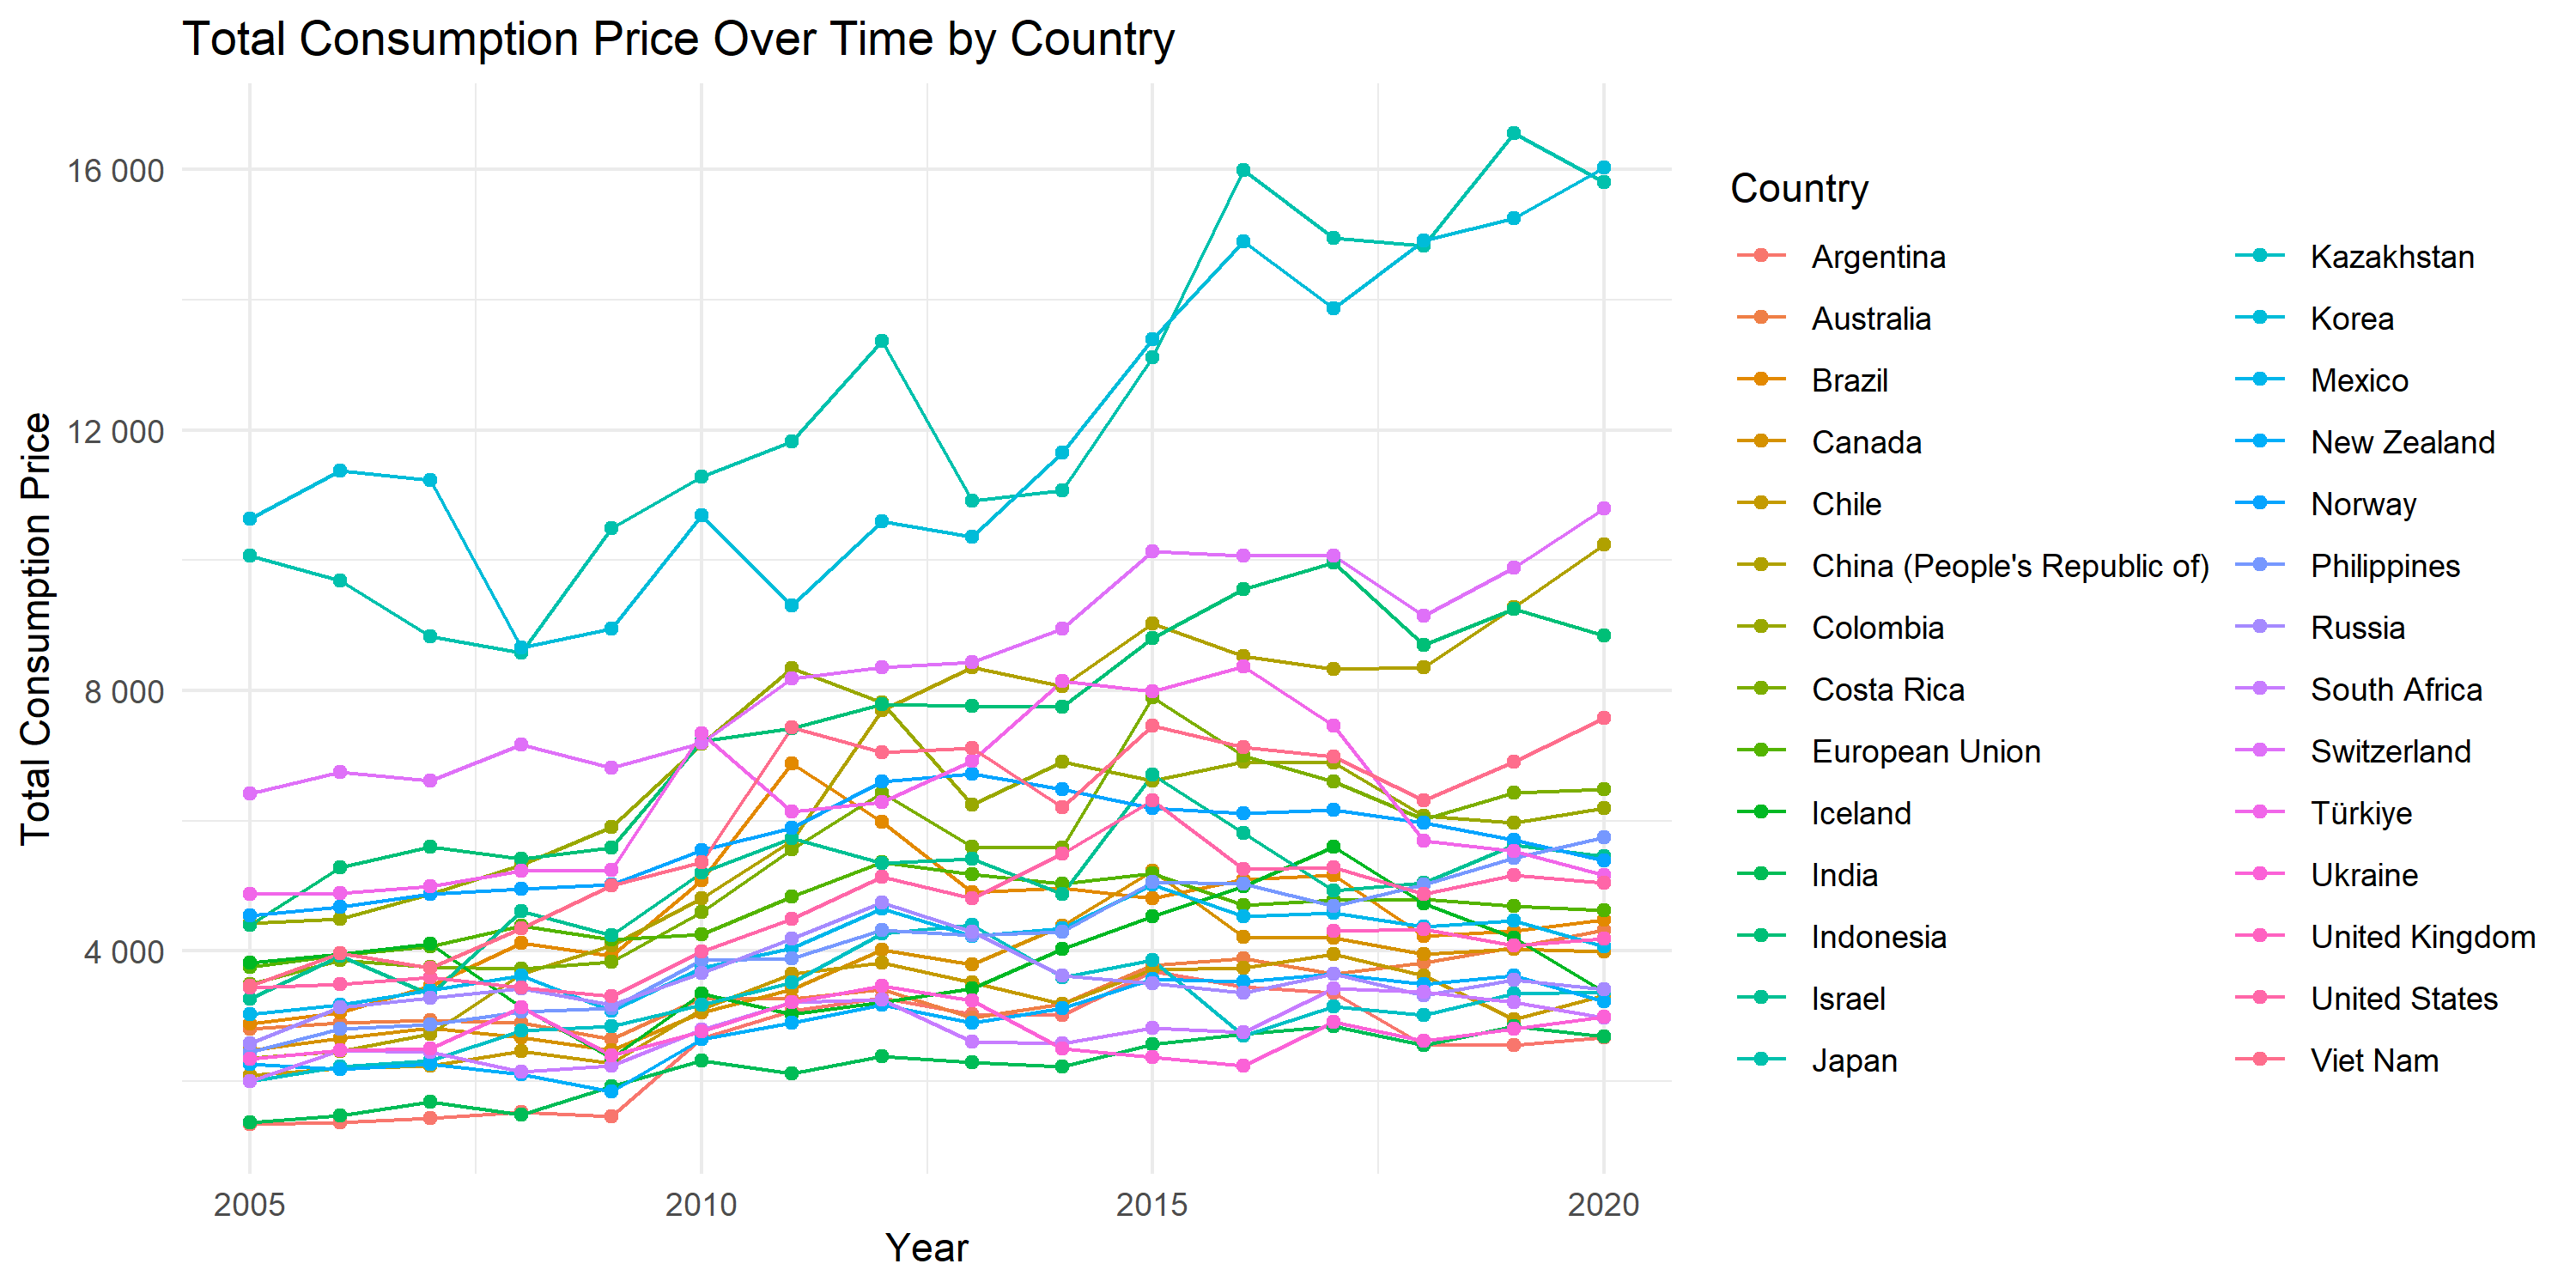 Total Consumption Price Over Time by Country
Total Consumption Price
16 000
12 000
8 000
4 000
2005
2010
2015
2020
Year
Country
Argentina
Australia
Brazil
Canada
Chile
China (People's Republic of)
Colombia
Costa Rica
European Union
Iceland
India
Indonesia
Israel
Japan
Kazakhstan
Korea
Mexico
New Zealand
Norway
Philippines
Russia
South Africa
Switzerland
Türkiye
Ukraine
United Kingdom
United States
Viet Nam